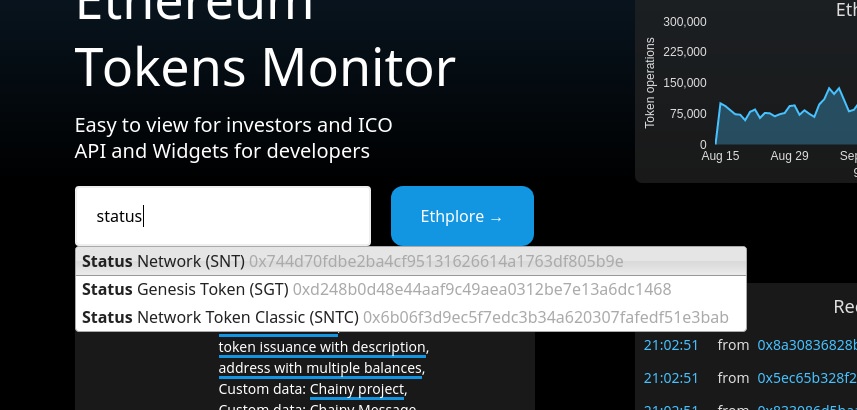 Ethereum
Tokens Monitor
Easy to view for investors and ICO
API and Widgets for developers
status
Ethplore →
Status Network (SNT) 0x744d70fdbe2ba4cf95131626614a1763df805b9e
Status Genesis Token (SGT) 0xd248b0d48e44aaf9c49aea0312be7e13a6dc1468
Status Network Token Classic (SNTC) 0x6b06f3d9ec5f7edc3b34a620307fafedf51e3bab
token issuance with description,
address with multiple balances,
Custom data: Chainy project,
Custom data: Chainy Message
Eth
Token operations
300,000
225,000
150,000
75,000
0
Aug 15
Aug 29
Sep
g
Rec
21:02:51 from 0x8a30836828b
21:02:51 from 0x5ec65b328f2
21:02:51 from